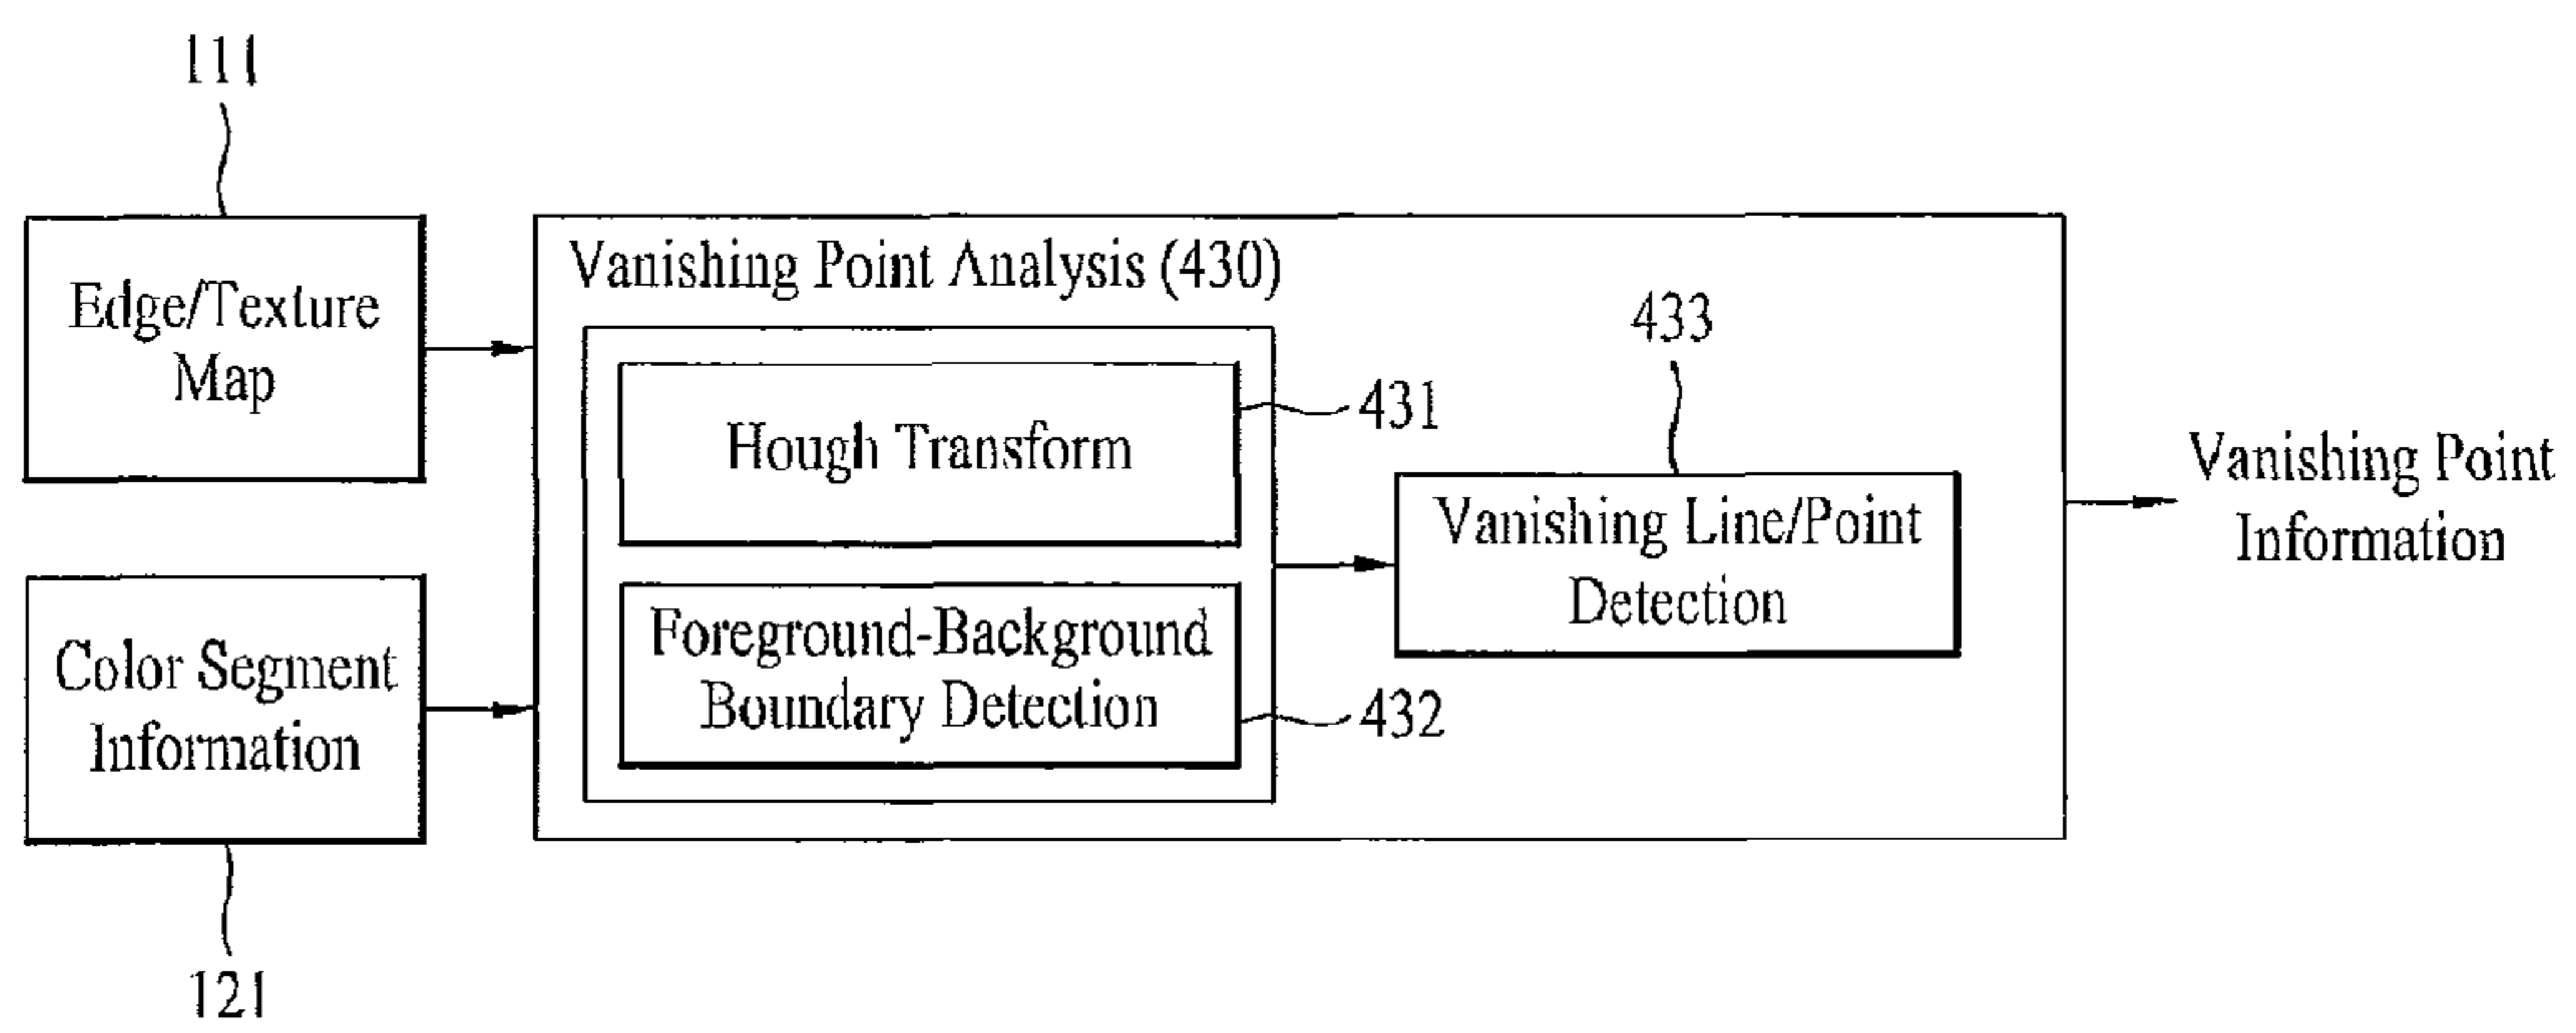 111
Edge/Texture
Map
Color Segment
Information
121
Vanishing Point Analysis (430)
Hough Transform
431
Foreground-Background
Boundary Detection
432
433
Vanishing Line/Point
Detection
Vanishing Point
Information